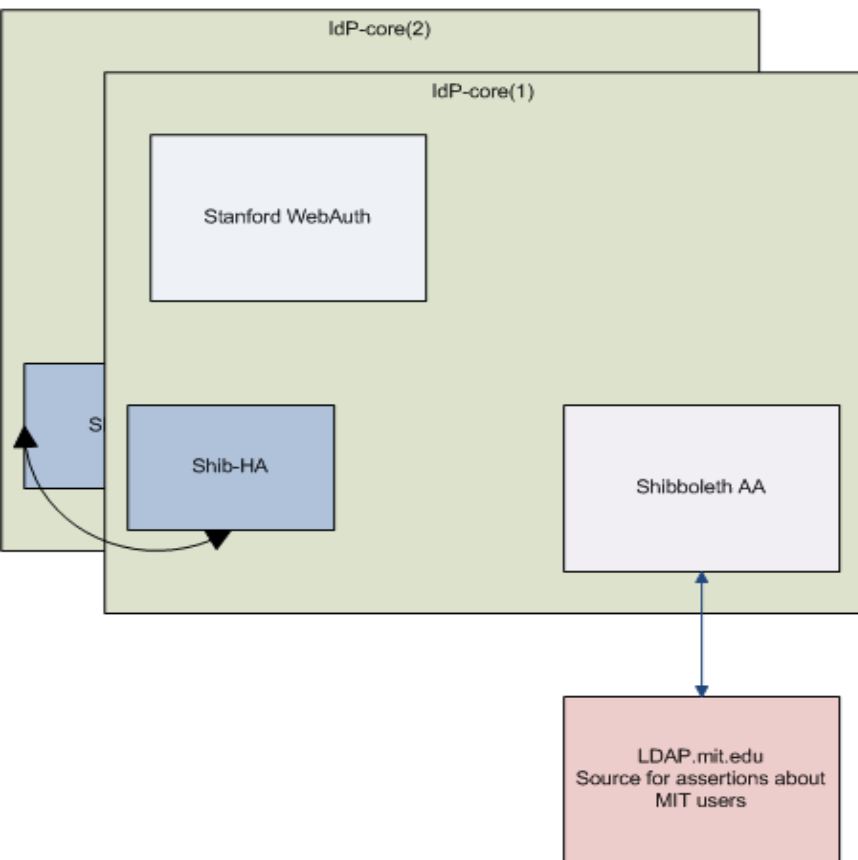 IdP-core(2)
IdP-core(1)
Stanford WebAuth
S
Shib-HA
Shibboleth AA
LDAP.mit.edu
Source for assertions about
MIT users